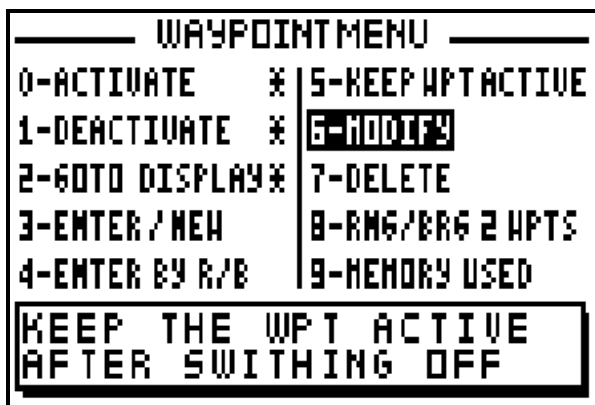 WAYPOINT MENU
0-ACTIVATE *
1-DEACTIVATE *
2-GOTO DISPLAY*
3-ENTER / NEW
4-ENTER BY R/B
5-KEEP WPT ACTIVE
6-MODIFY
7-DELETE
8-RNG/BRG 2 WPTS
9-MEMORY USED
KEEP THE WPT ACTIVE
AFTER SWITHING OFF